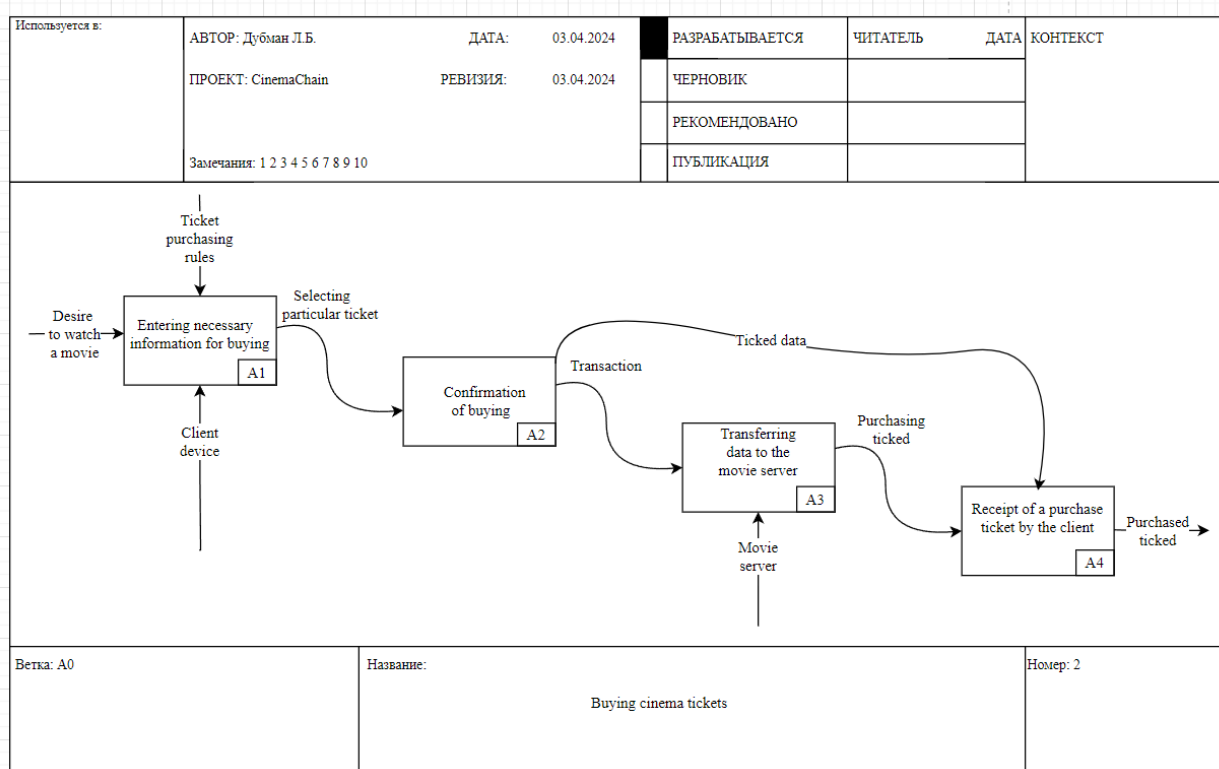 Используется в:
АВТОР: Дубман Л.Б.
ДАТА:
03.04.2024
РАЗРАБАТЫВАЕТСЯ
ЧИТАТЕЛЬ
ДАТА
КОНТЕКСТ
ПРОЕКТ: CinemaChain
РЕВИЗИЯ:
03.04.2024
ЧЕРНОВИК
РЕКОМЕНДОВАНО
Замечания: 1 2 3 4 5 6 7 8 9 10
ПУБЛИКАЦИЯ
Ticket
purchasing
rules
Desire
to watch
a movie
Entering necessary
information for buying
A1
Selecting
particular ticket
Client
device
Confirmation
of buying
A2
Transaction
Ticked data
Transferring
data to the
movie server
A3
Movie
server
Purchasing
ticked
Receipt of a purchase
ticket by the client
A4
Purchased
ticked
Ветка: A0
Название:
Buying cinema tickets
Номер: 2